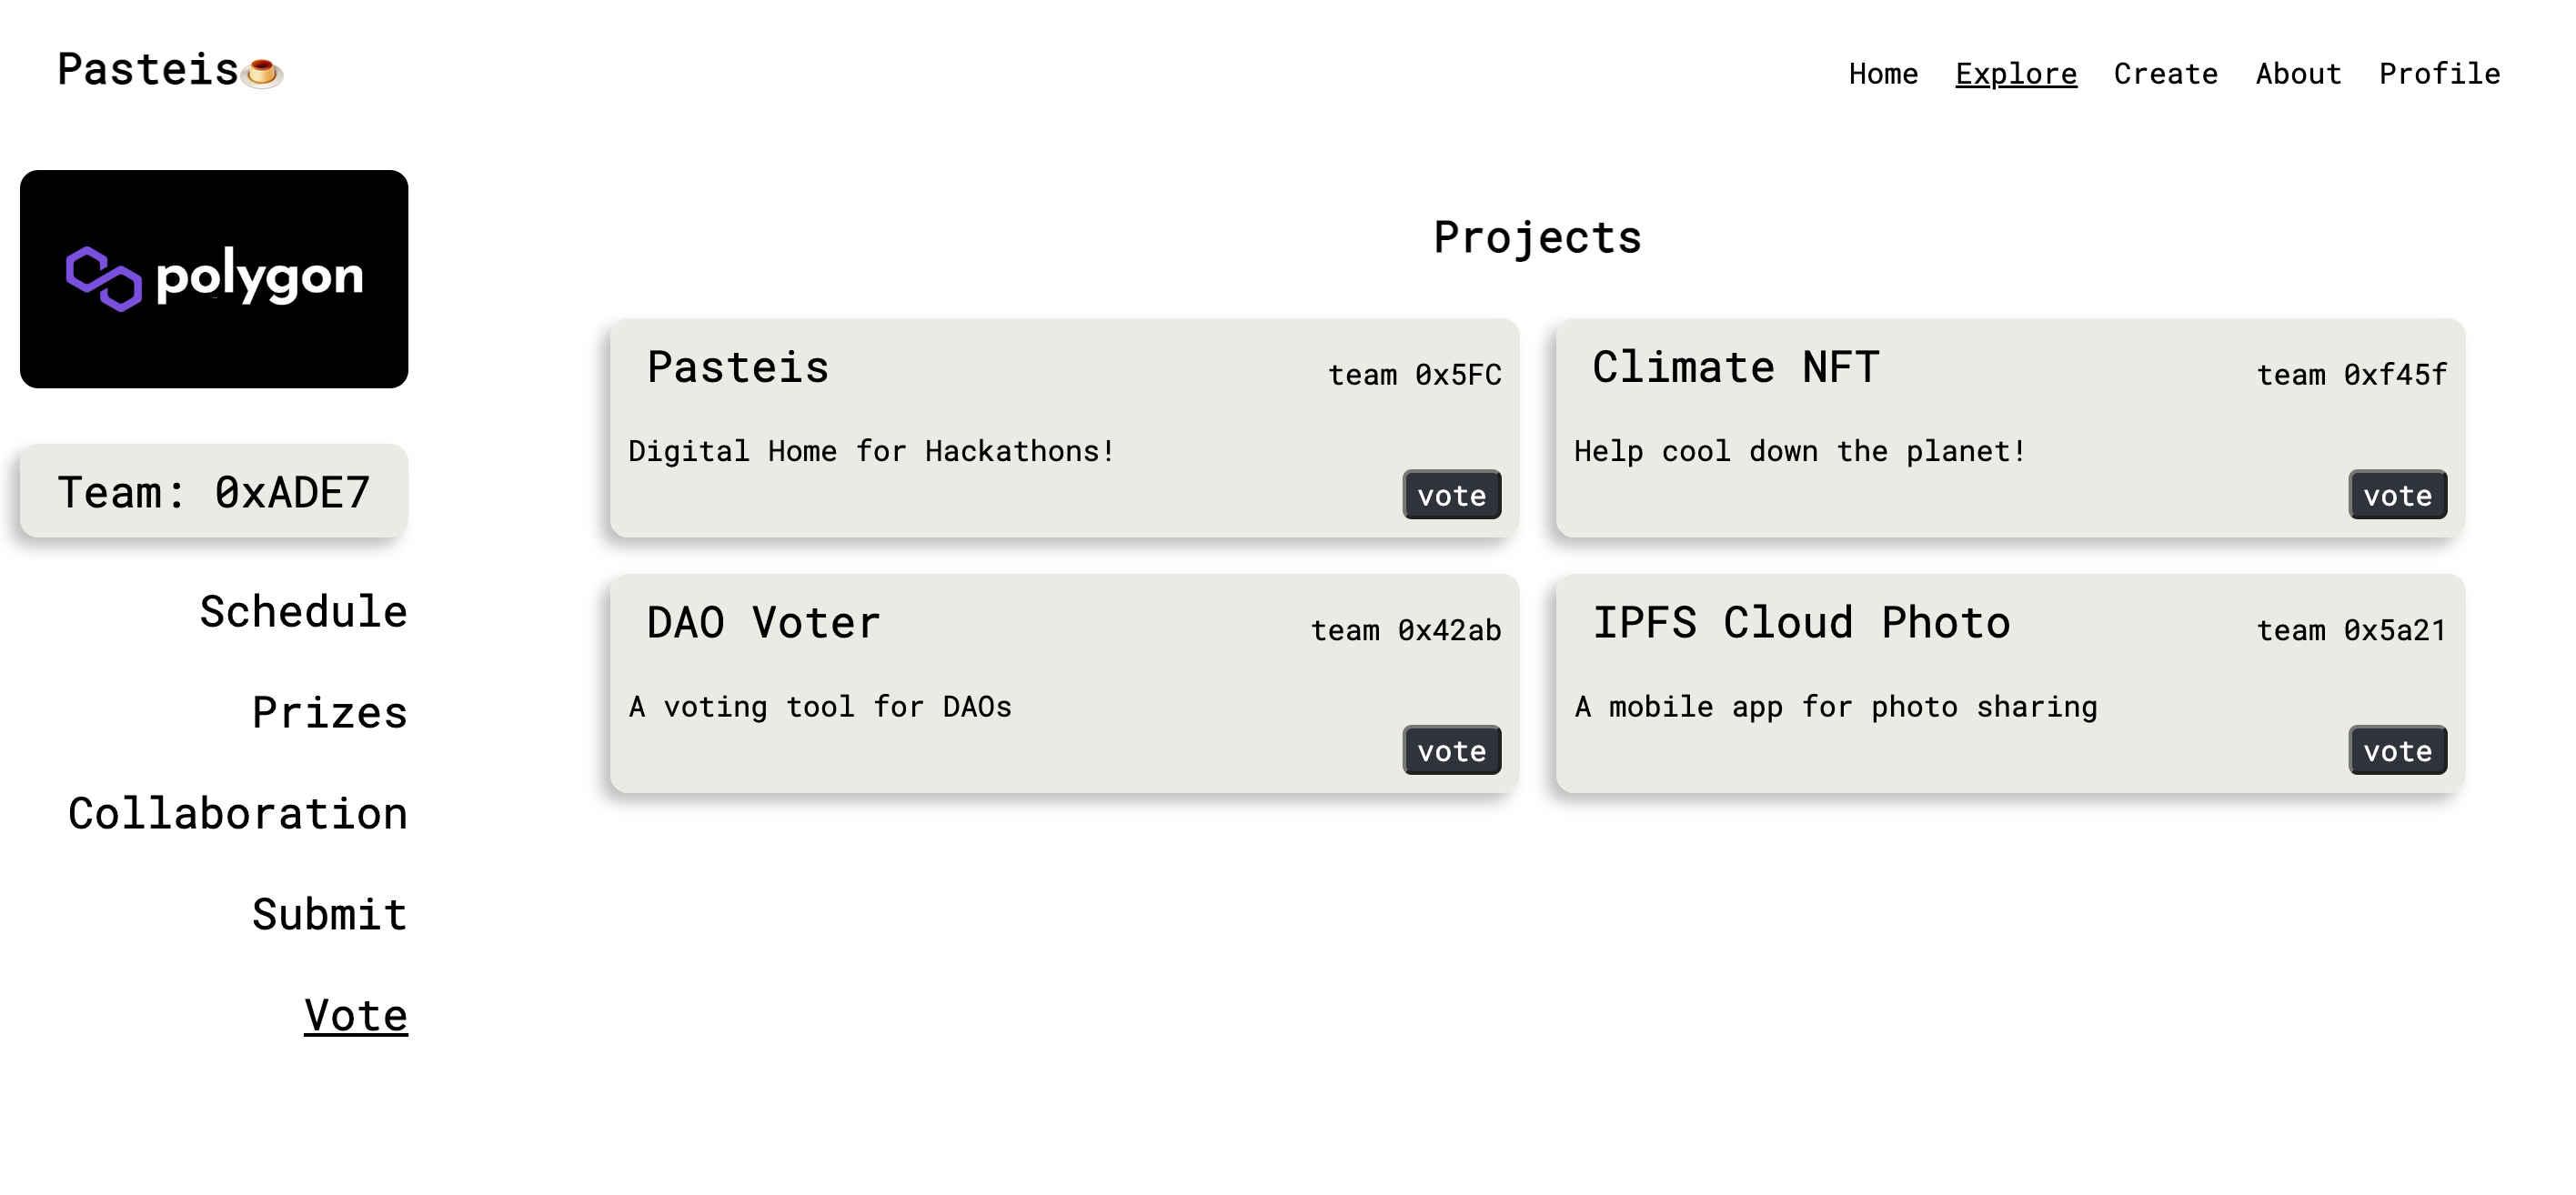 Pasteis
Home Explore Create About Profile
polygon
Team: 0xADE7
Schedule
Prizes
Collaboration
Submit
Vote
Projects
Pasteis
team 0x5FC
Digital Home for Hackathons!
vote
Climate NFT
team 0xf45f
Help cool down the planet!
vote
DAO Voter
team 0x42ab
A voting tool for DAOs
vote
IPFS Cloud Photo
team 0x5a21
A mobile app for photo sharing
vote